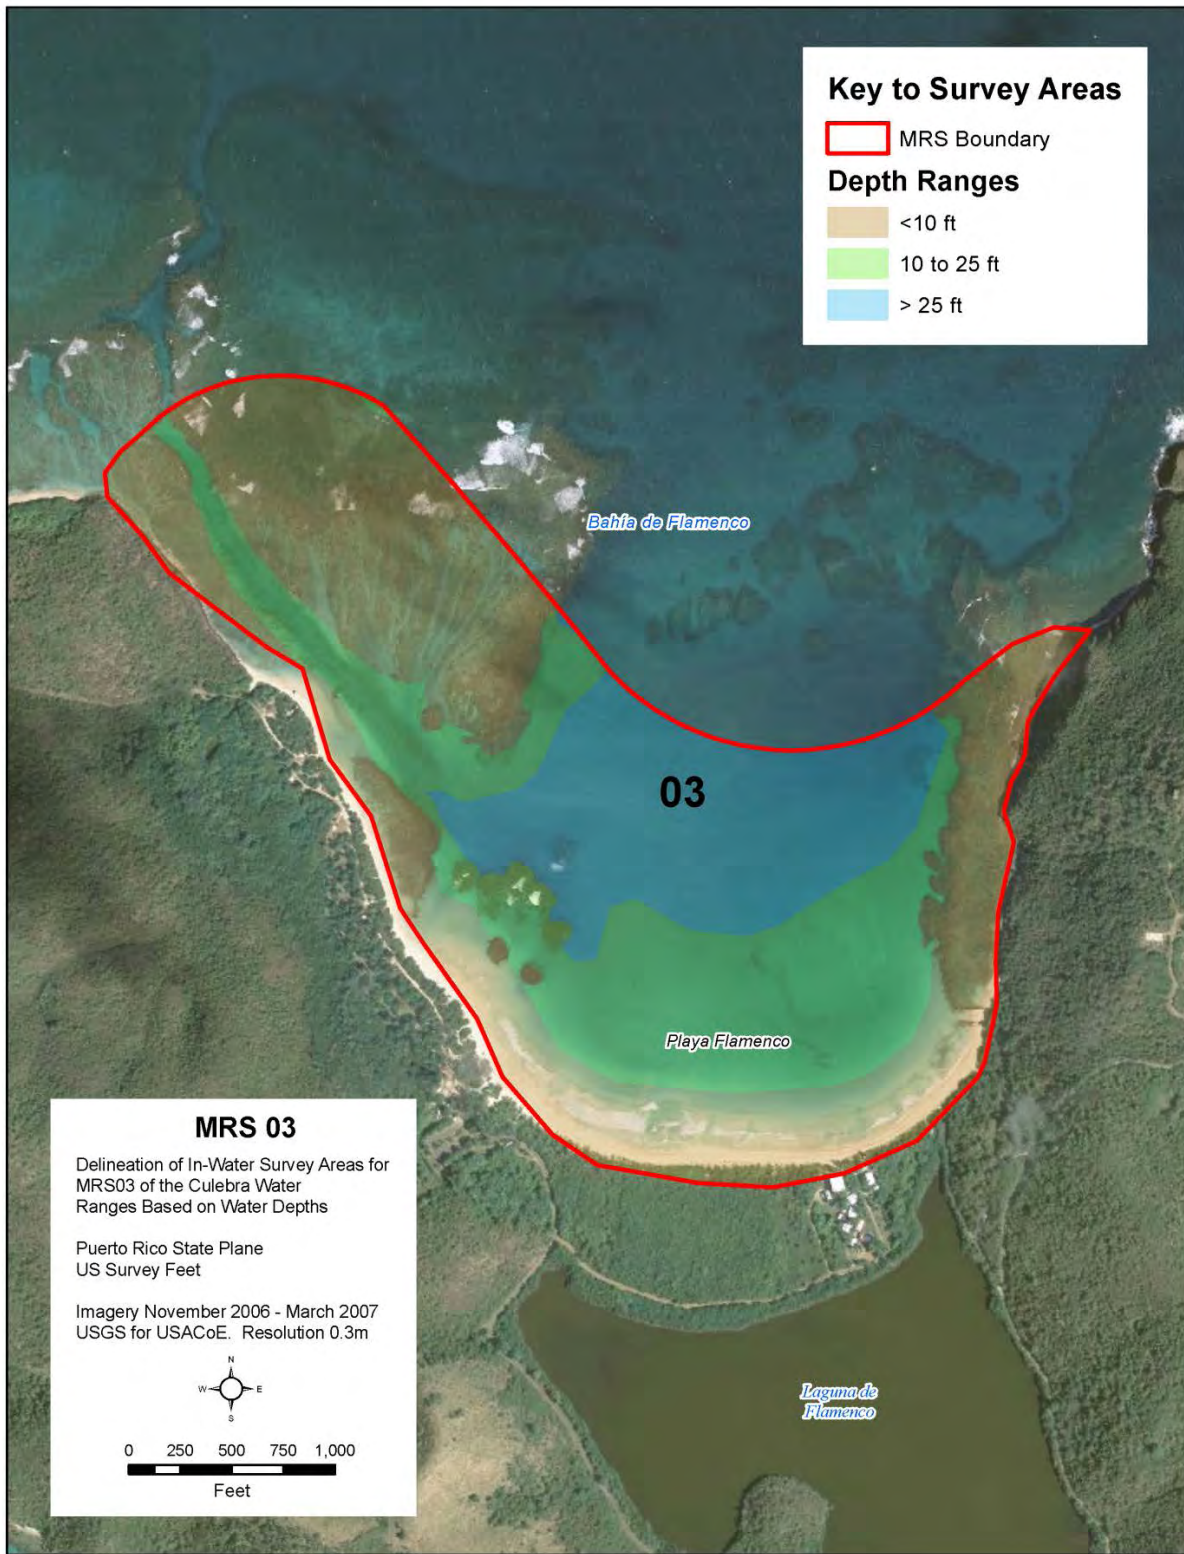 Key to Survey Areas
MRS Boundary
Depth Ranges
<10 ft
10 to 25 ft
> 25 ft
Bahía de Flamenco
03
Playa Flamenco
MRS 03
Delineation of In-Water Survey Areas for
MRS03 of the Culebra Water
Ranges Based on Water Depths
Puerto Rico State Plane
US Survey Feet
Imagery November 2006 - March 2007
USGS for USACoE. Resolution 0.3m
N
W E
S
0 250 500 750 1,000
Feet
Laguna de
Flamenco